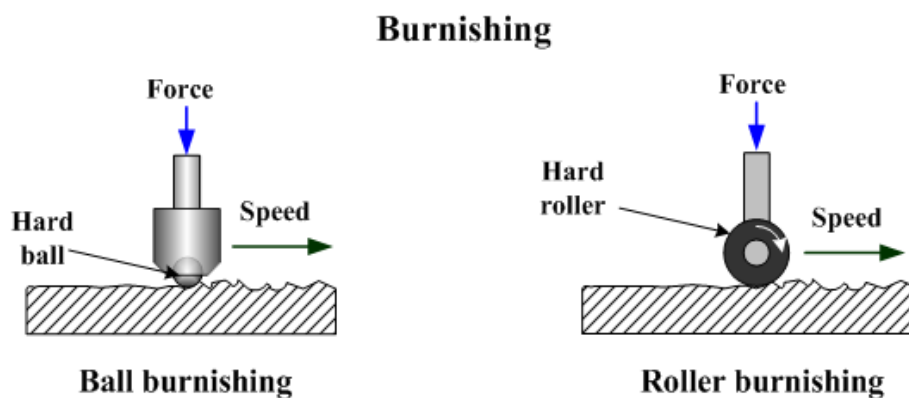 Burnishing
Force
Hard
ball
Speed
Ball burnishing
Force
Hard
roller
Speed
Roller burnishing